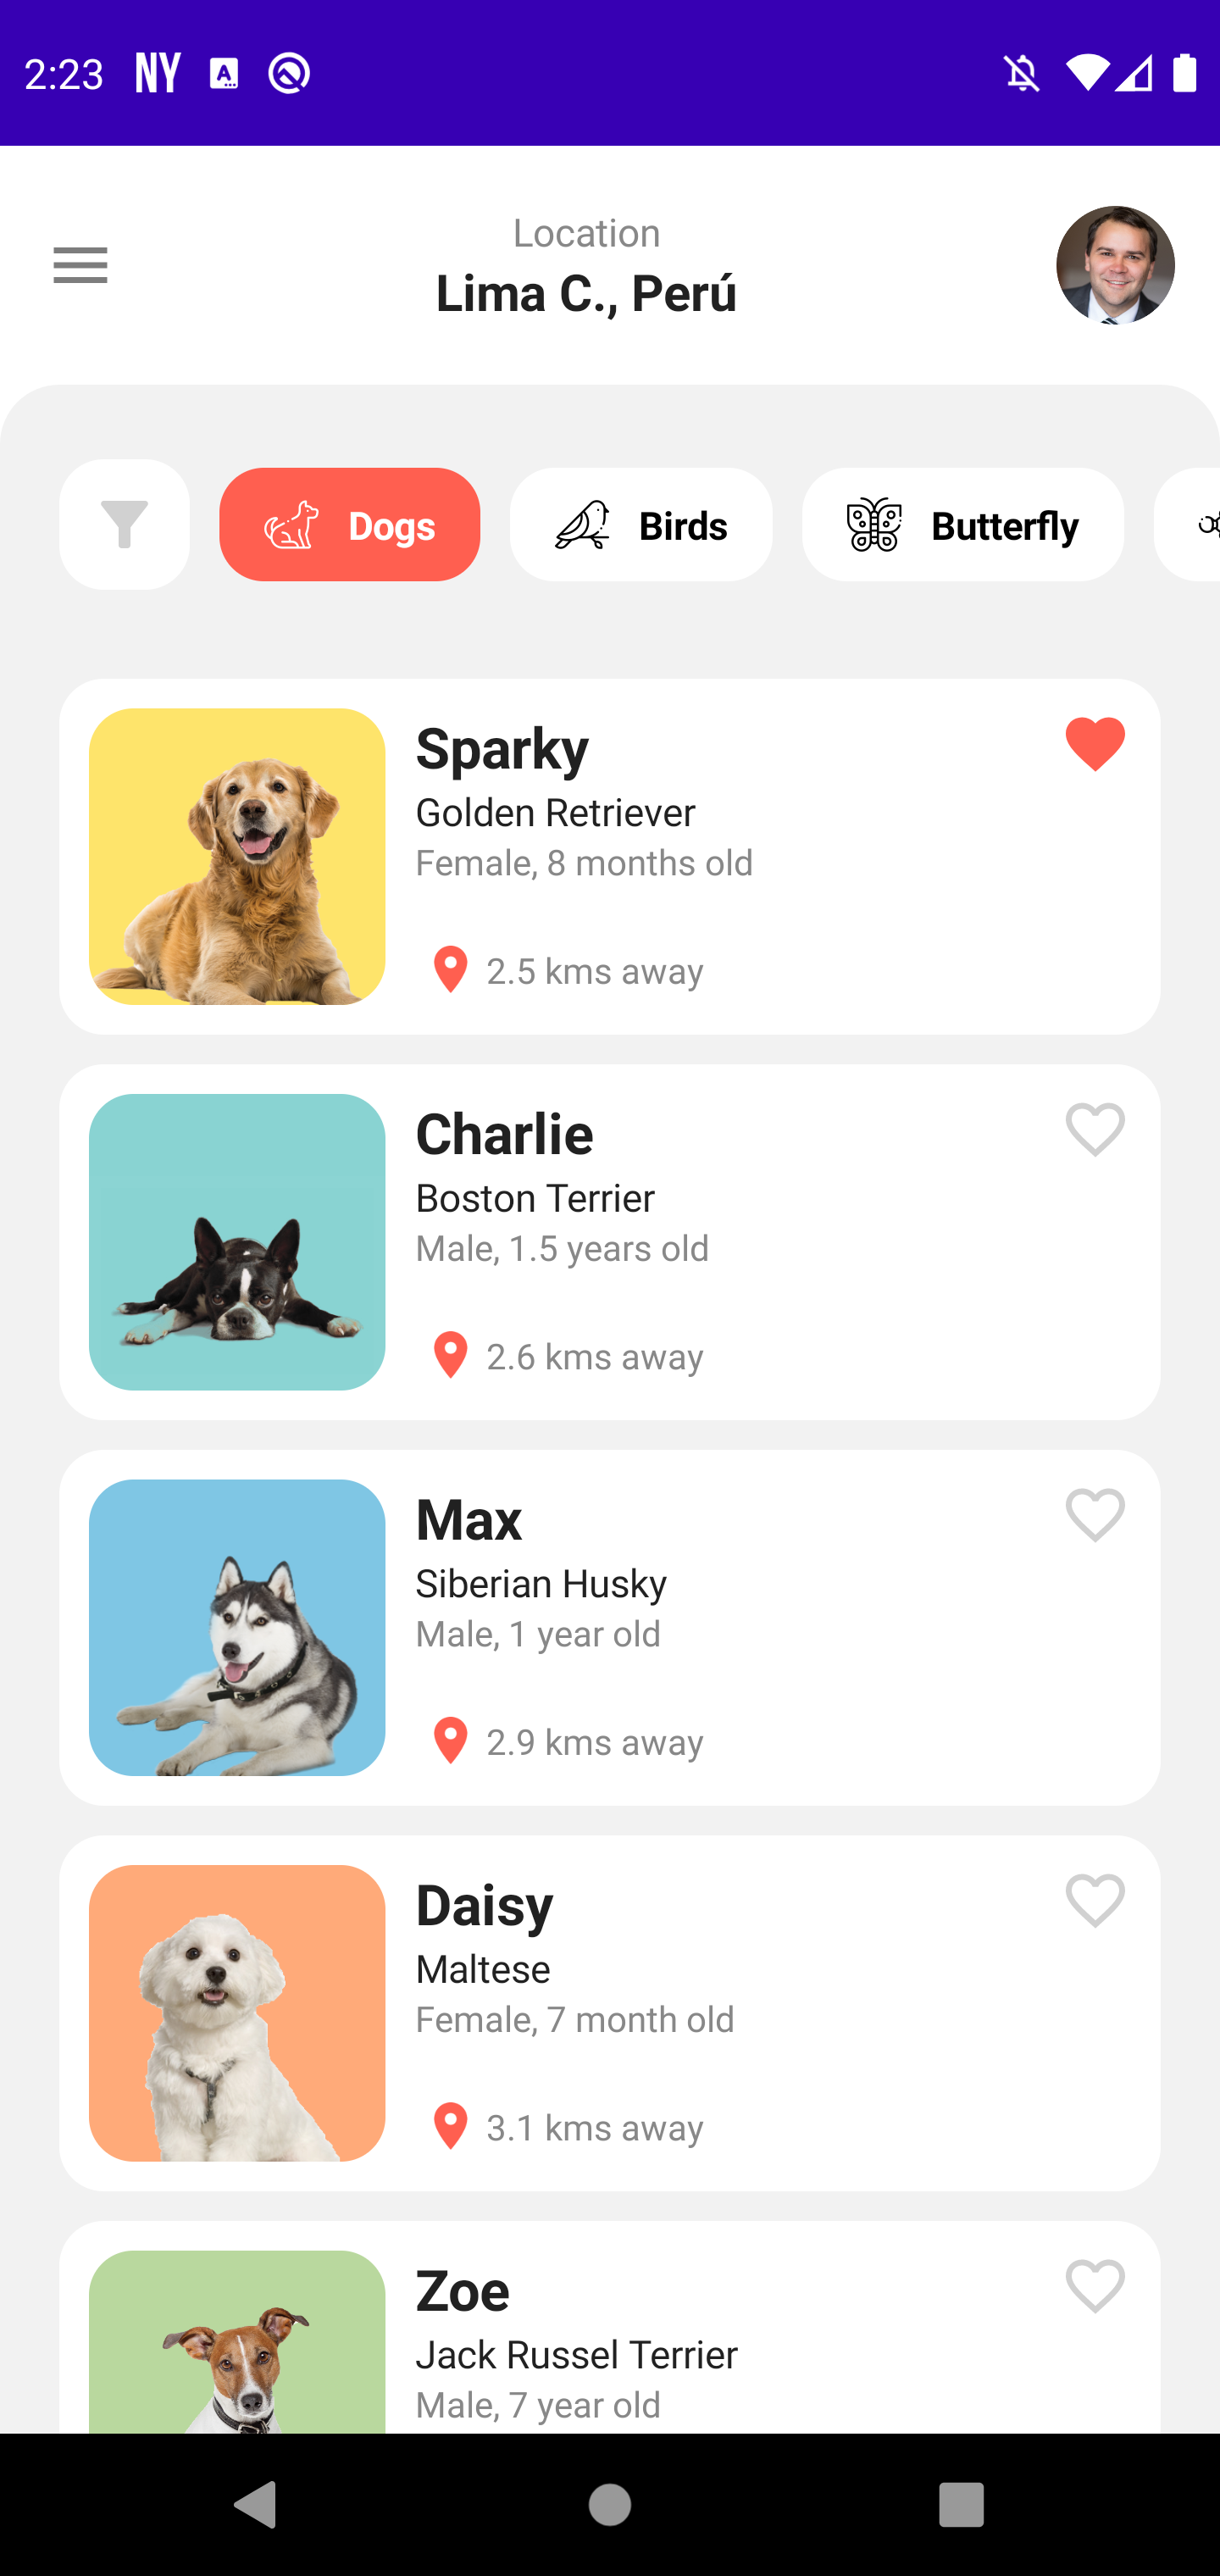 2:23 NY A
Location
Lima C., Perú
Dogs
Birds
Butterfly
Sparky
Golden Retriever
Female, 8 months old
2.5 kms away
Charlie
Boston Terrier
Male, 1.5 years old
2.6 kms away
Max
Siberian Husky
Male, 1 year old
2.9 kms away
Daisy
Maltese
Female, 7 month old
3.1 kms away
Zoe
Jack Russel Terrier
Male, 7 year old